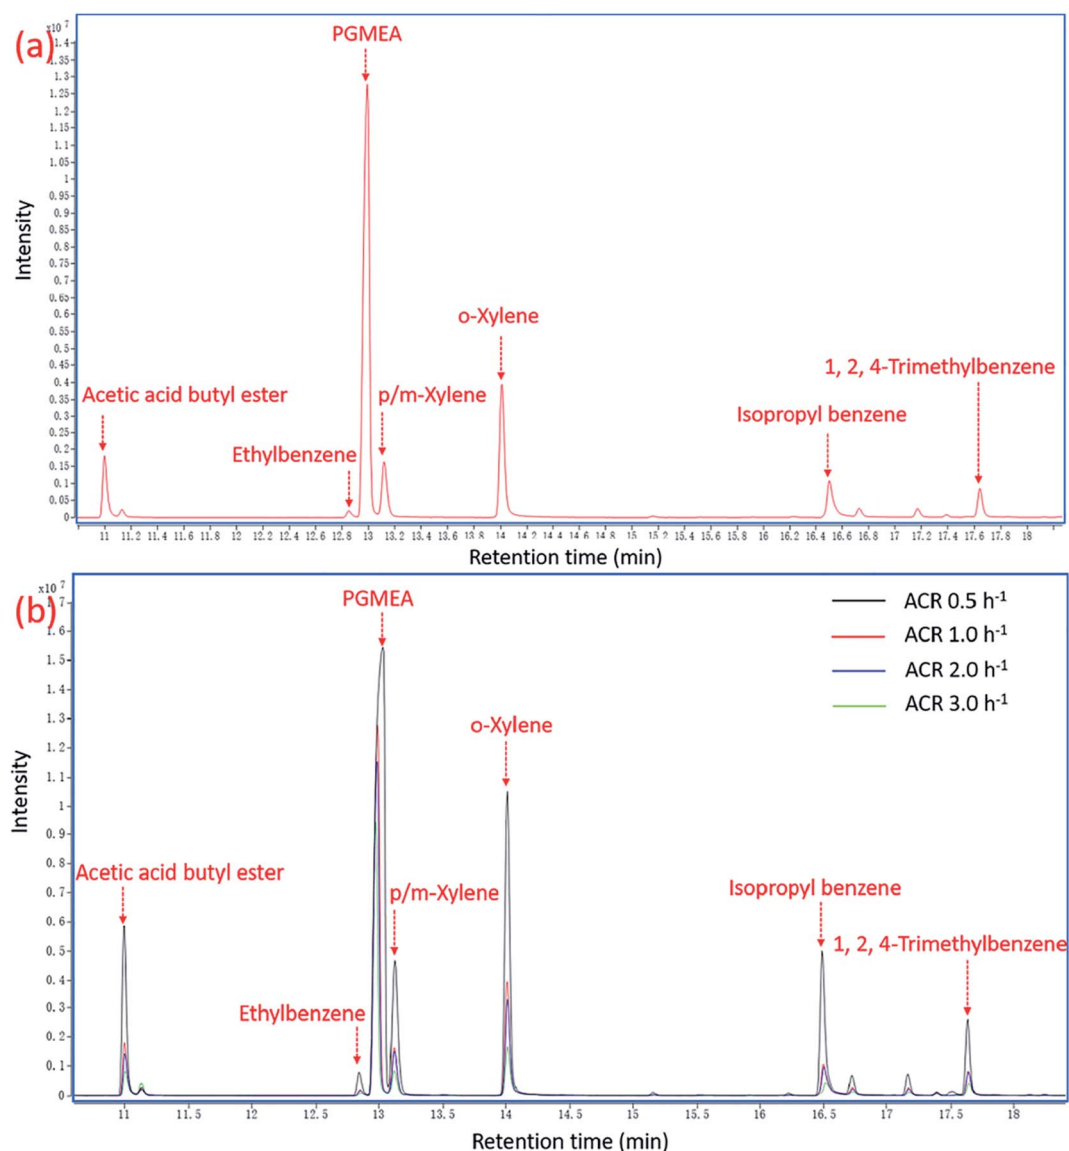 (a)
x10 7
1.4
1.35
1.3
1.25
1.2
1.15
1.1
1.05
1
0.95
0.9
0.85
0.8
0.75
0.7
0.65
0.6
0.55
0.5
0.45
0.4
0.35
0.3
0.25
0.2
0.15
0.1
0.05
0
Intensity
PGMEA
o-Xylene
1, 2, 4-Trimethylbenzene
Acetic acid butyl ester
p/m-Xylene
Isopropyl benzene
Ethylbenzene
11 11.2 11.4 11.6 11.8 12 12.2 12.4 12.6 12.8 13 13.2 13.4 13.6 13.8 14 14.2 14.4 14.6 14.8 15 15.2 15.4 15.6 15.8 16 16.2 16.4 16.6 16.8 17 17.2 17.4 17.6 17.8 18
Retention time (min)
(b)
x10 7
1.7
1.6
1.5
1.4
1.3
1.2
1.1
1
0.9
0.8
0.7
0.6
0.5
0.4
0.3
0.2
0.1
0
Intensity
PGMEA
ACR 0.5 h-1
ACR 1.0 h-1
ACR 2.0 h-1
ACR 3.0 h-1
o-Xylene
Acetic acid butyl ester
p/m-Xylene
Isopropyl benzene
1, 2, 4-Trimethylbenzene
Ethylbenzene
11 11.5 12 12.5 13 13.5 14 14.5 15 15.5 16 16.5 17 17.5 18
Retention time (min)